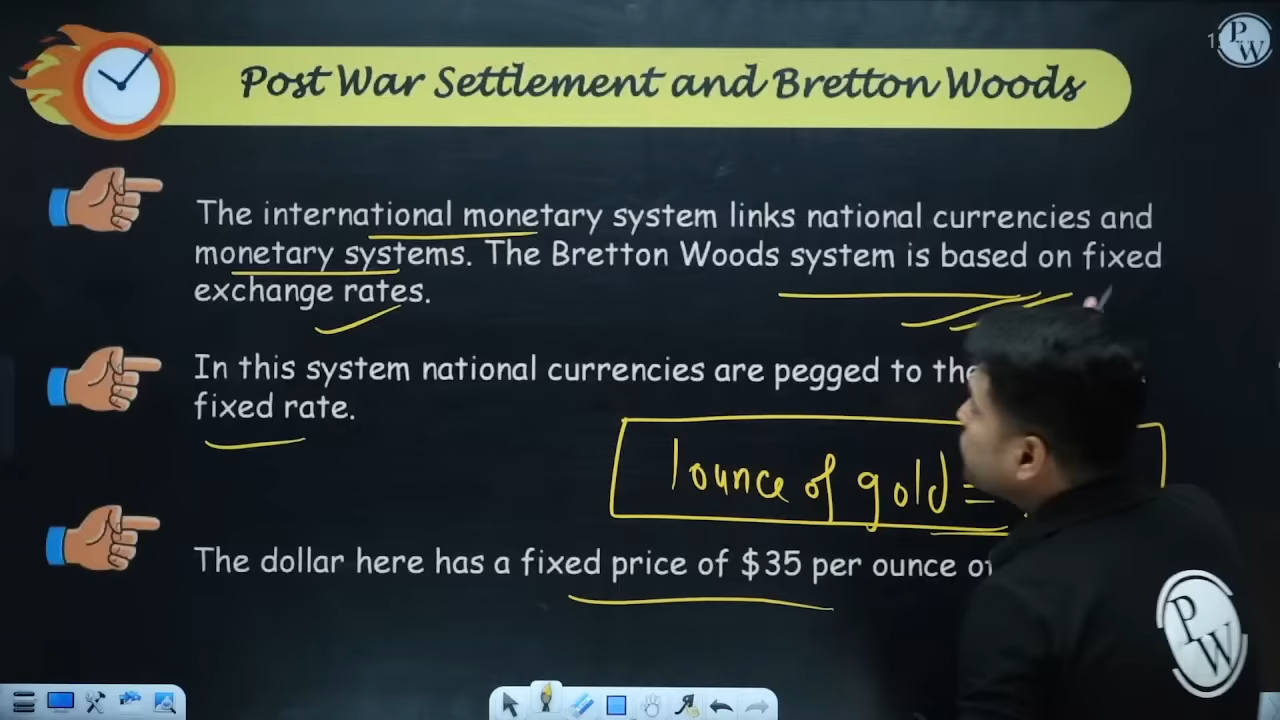 Post War Settlement and Bretton Woods
PW
The international monetary system links national currencies and
monetary systems. The Bretton Woods system is based on fixed
exchange rates.
In this system national currencies are pegged to the
fixed rate.
1 ounce of gold =
The dollar here has a fixed price of $35 per ounce of
PW